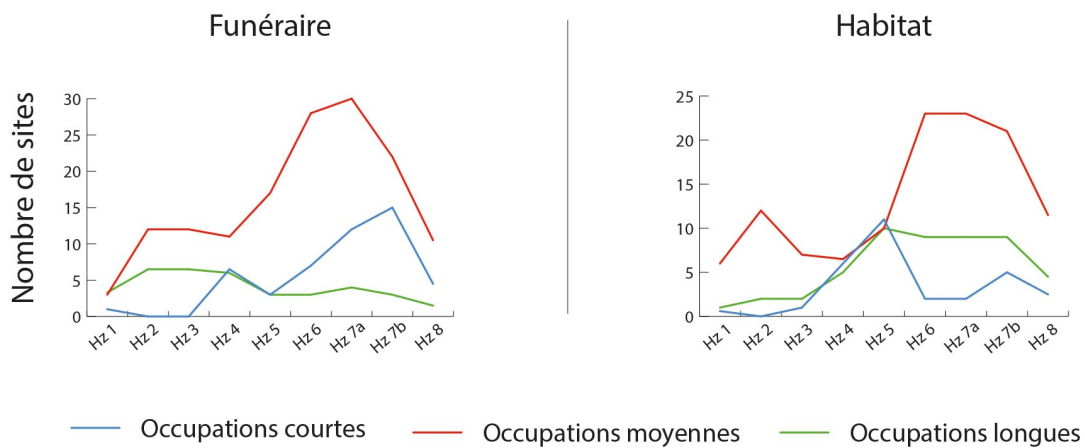 Funéraire
Habitat
Nombre de sites
30
25
20
15
10
5
0
Hz 1
Hz 2
Hz 3
Hz 4
Hz 5
Hz 6
Hz 7a
Hz 7b
Hz 8
25
20
15
10
5
0
Hz 1
Hz 2
Hz 3
Hz 4
Hz 5
Hz 6
Hz 7a
Hz 7b
Hz 8
Occupations courtes
Occupations moyennes
Occupations longues